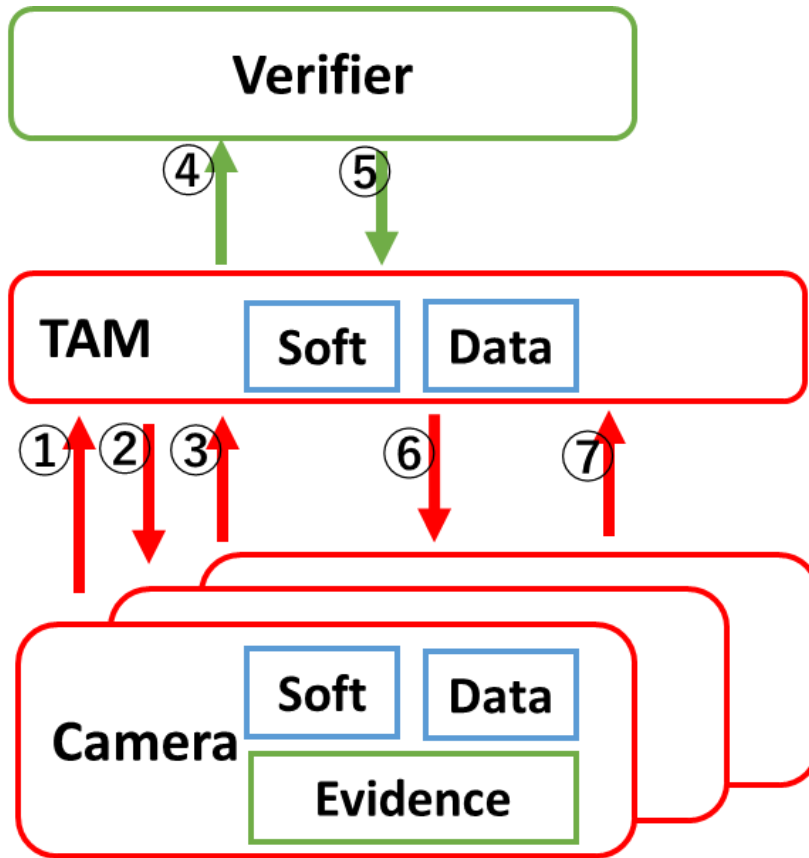 Verifier
④ ⑤
TAM Soft Data
① ② ③ ⑥ ⑦
Soft Data
Camera
Evidence